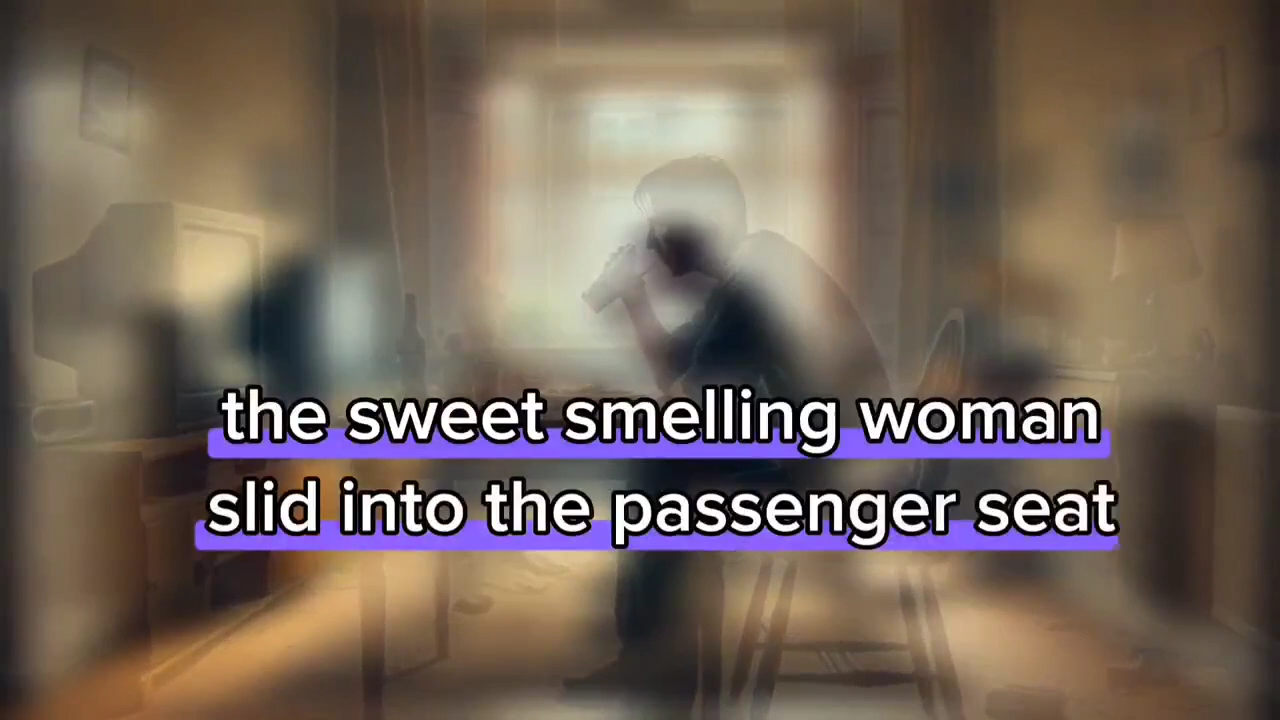 the sweet smelling woman
slid into the passenger seat